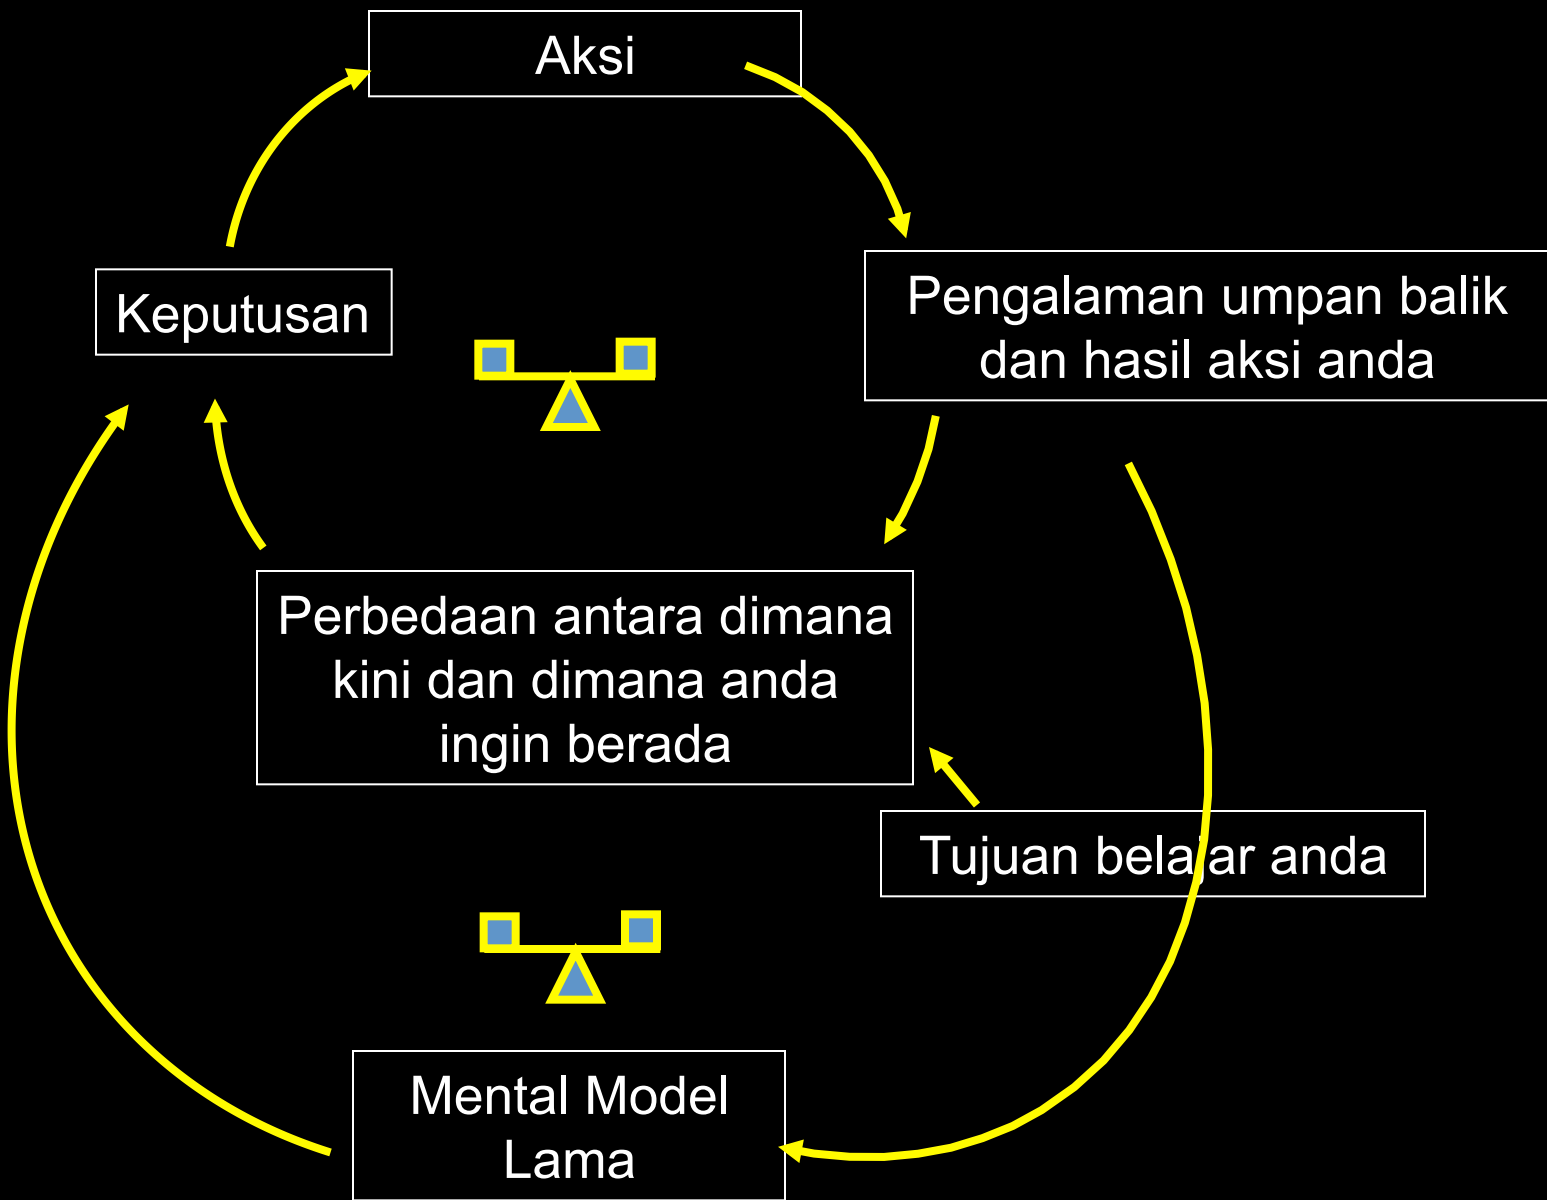 Aksi
Keputusan
Pengalaman umpan balik
dan hasil aksi anda
Perbedaan antara dimana
kini dan dimana anda
ingin berada
Tujuan belajar anda
Mental Model
Lama